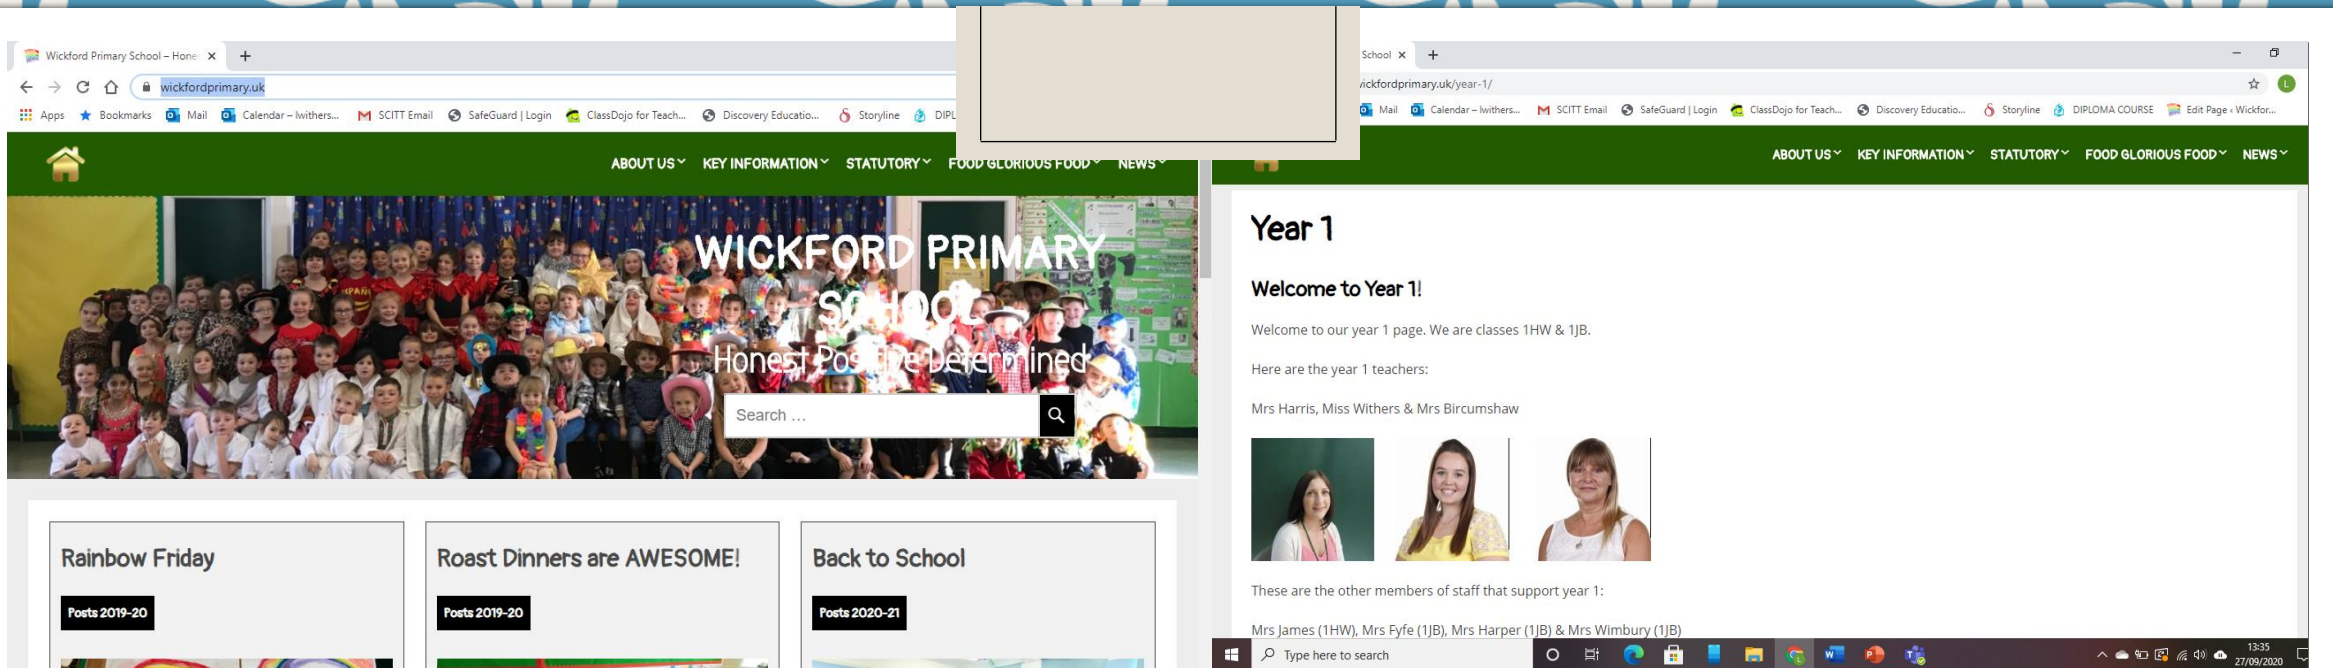 Wickford Primary School – Hone
wickfordprimary.uk
Apps Bookmarks Mail Calendar – lwithers... SCITT Email SafeGuard | Login ClassDojo for Teach... Discovery Educatio... Storyline DIPL
ABOUT US KEY INFORMATION STATUTORY FOOD GLORIOUS FOOD NEWS
WICKFORD PRIMARY
SCHOOL
Honest Positive Determined
Search ...
Rainbow Friday
Posts 2019-20
Roast Dinners are AWESOME!
Posts 2019-20
Back to School
Posts 2020-21
School
wickfordprimary.uk/year-1/
Mail Calendar – lwithers... SCITT Email SafeGuard | Login ClassDojo for Teach... Discovery Educatio... Storyline DIPLOMA COURSE Edit Page ‹ Wickfor...
L
ABOUT US KEY INFORMATION STATUTORY FOOD GLORIOUS FOOD NEWS
Year 1
Welcome to Year 1!
Welcome to our year 1 page. We are classes 1HW & 1JB.
Here are the year 1 teachers:
Mrs Harris, Miss Withers & Mrs Bircumshaw
These are the other members of staff that support year 1:
Mrs James (1HW), Mrs Fyfe (1JB), Mrs Harper (1JB) & Mrs Wimbury (1JB)
Type here to search
13:35
27/09/2020